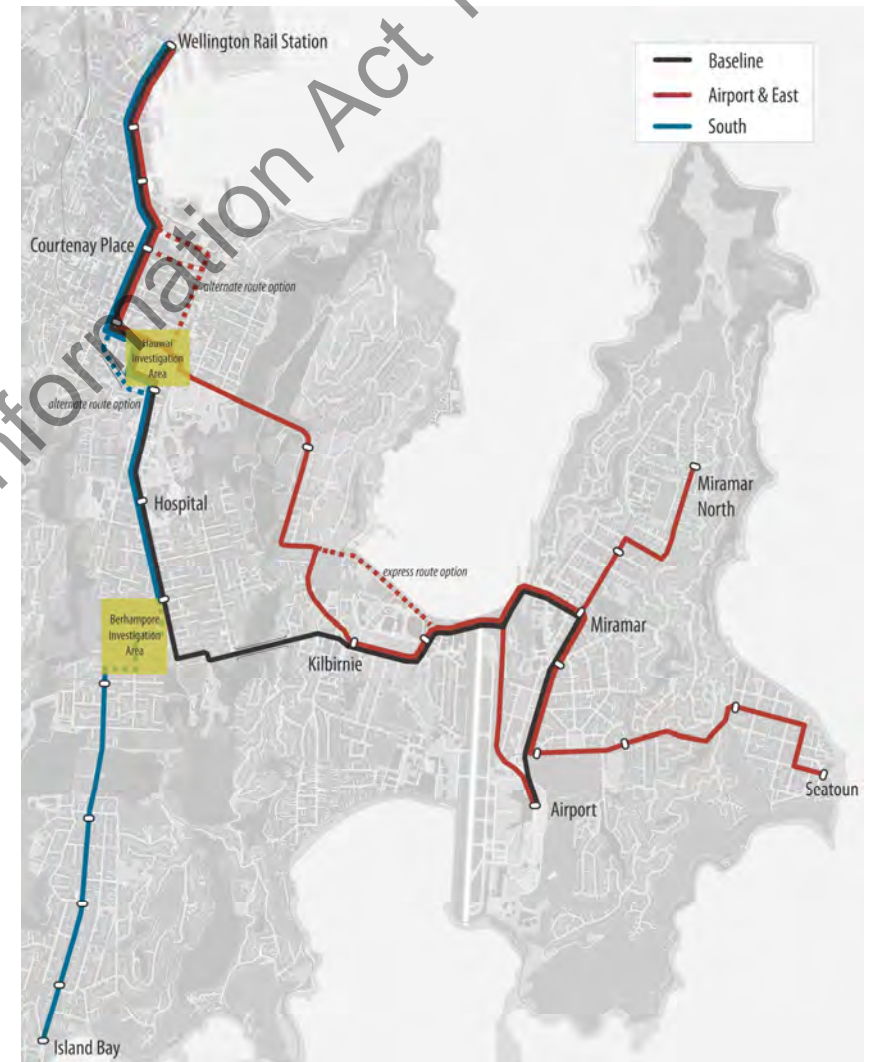 Information Act
Wellington Rail Station
Baseline
Airport & East
South
Courtenay Place
alternate route option
Hauwai
Investigation
Area
alternate route option
Hospital
Miramar
North
express route option
Berhampore
Investigation
Area
Miramar
Kilbirnie
Seatoun
Airport
Island Bay